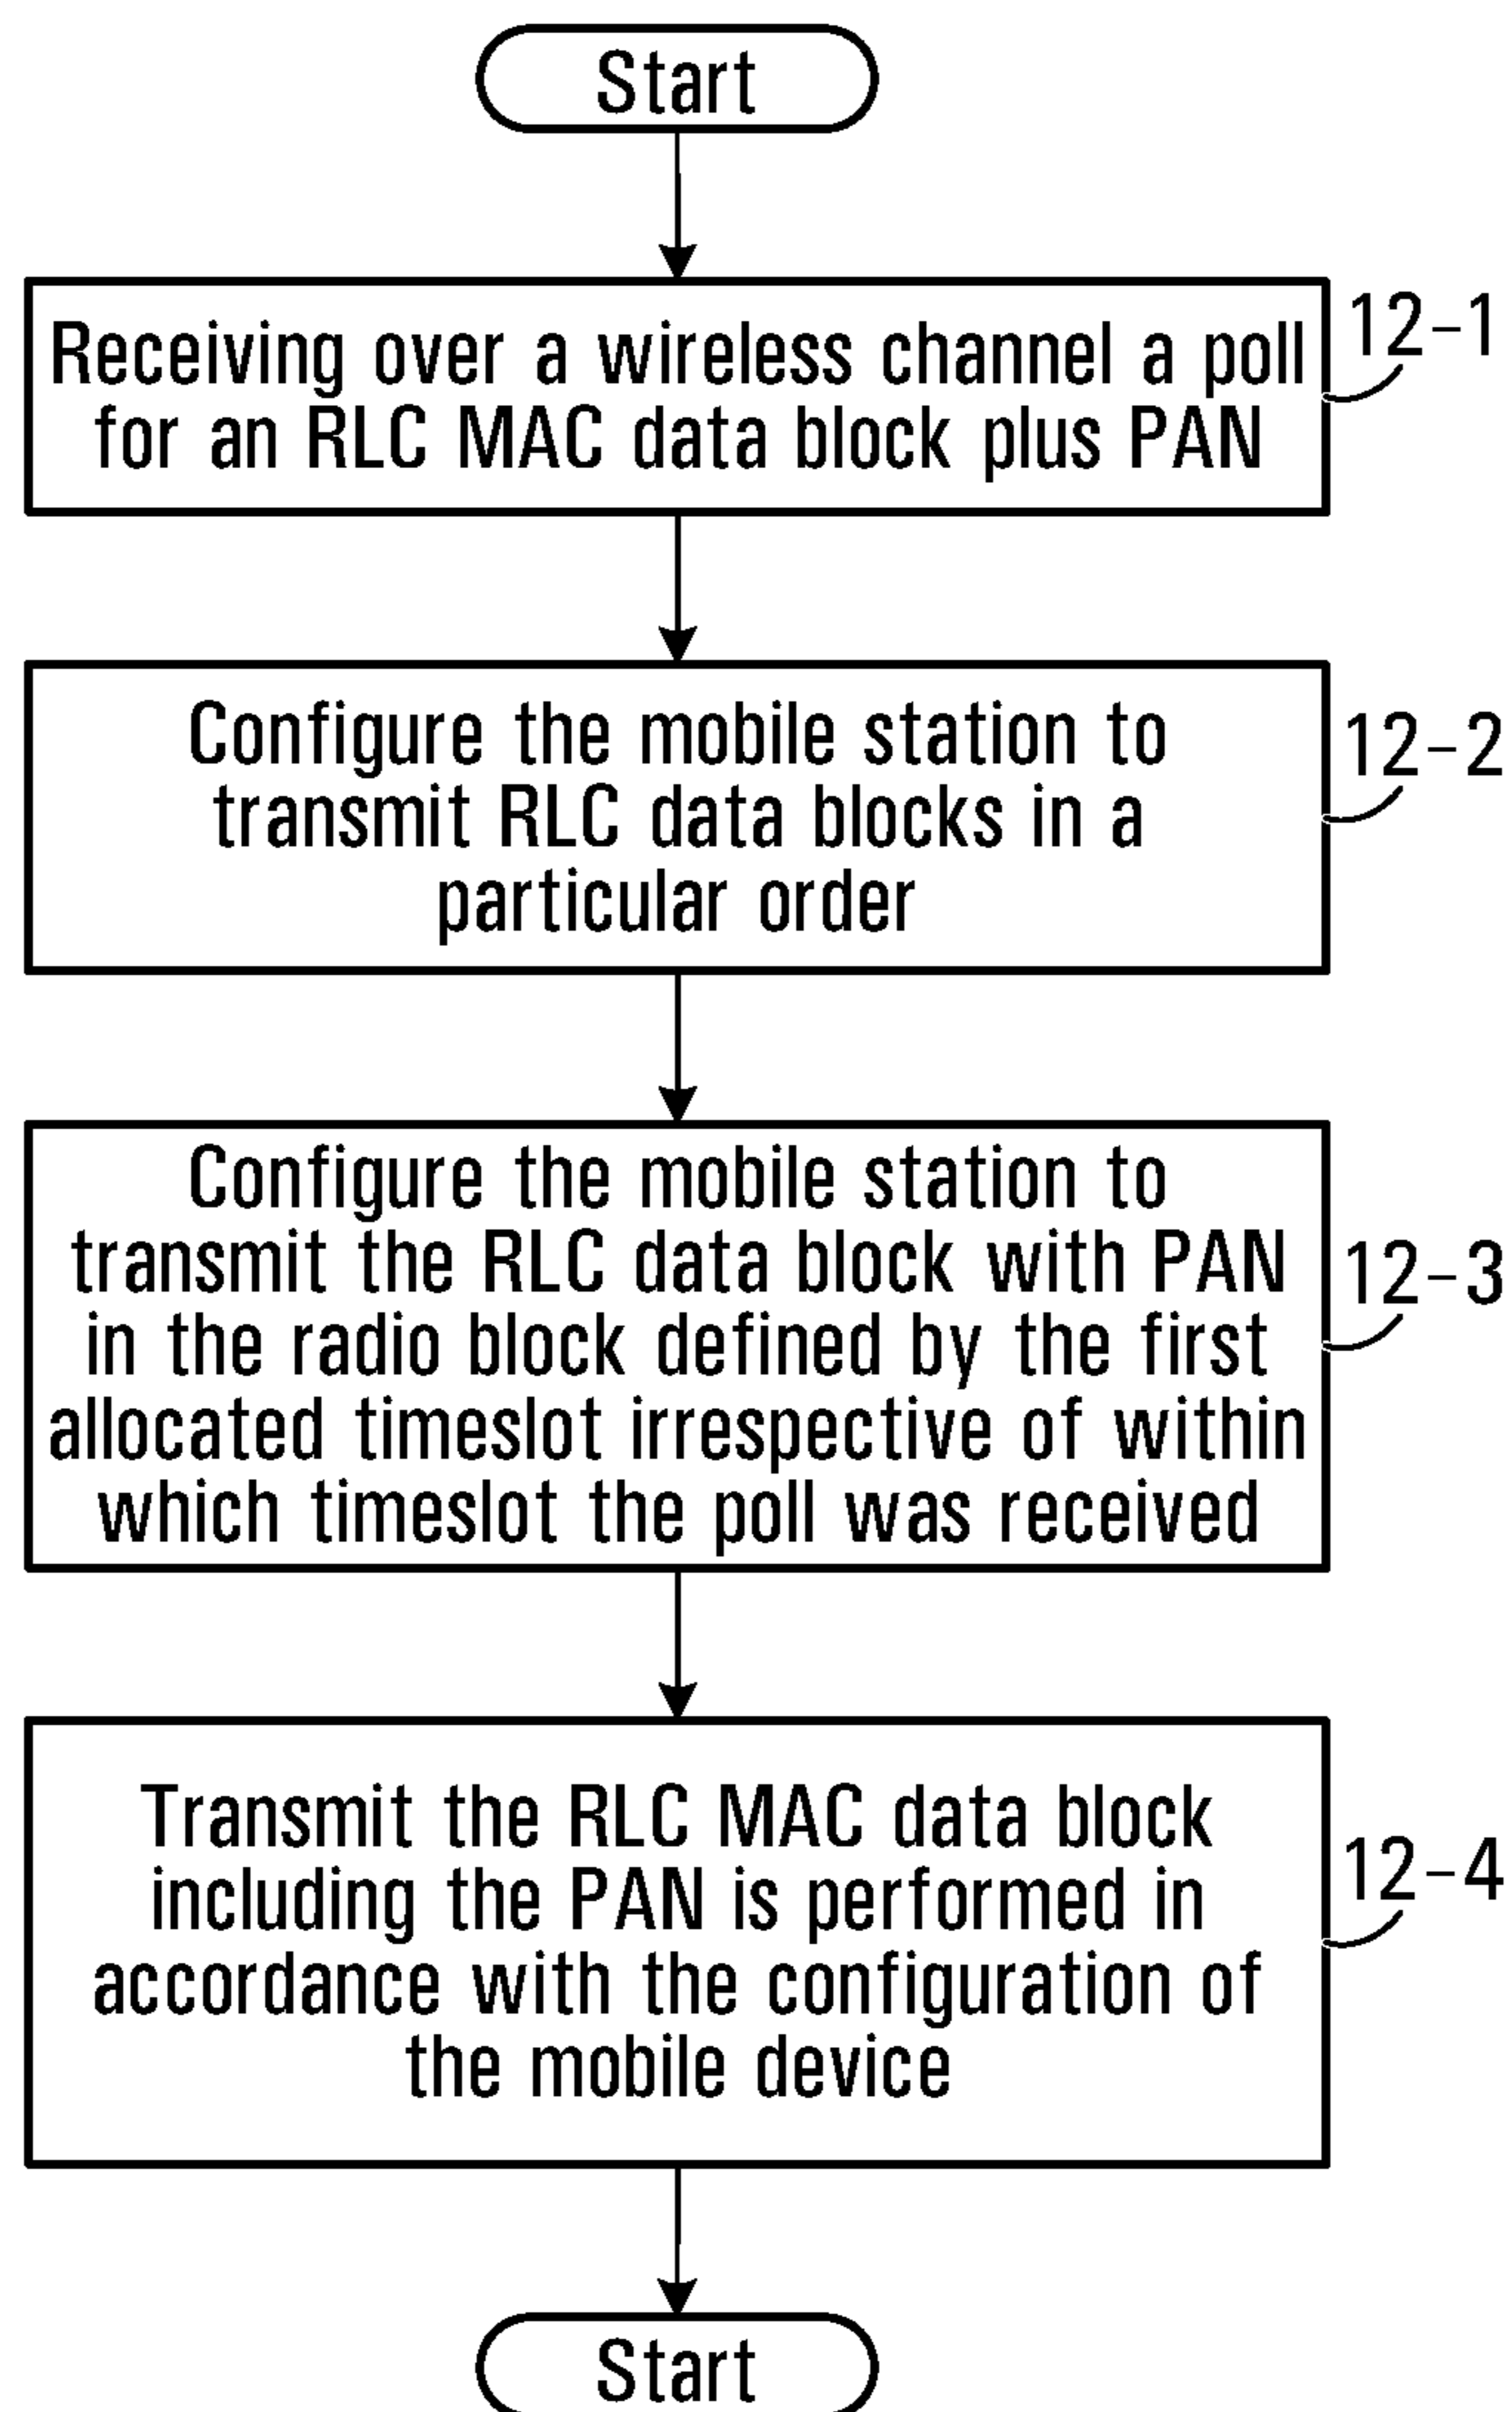 Start
Receiving over a wireless channel a poll
for an RLC MAC data block plus PAN
12-1
Configure the mobile station to
transmit RLC data blocks in a
particular order
12-2
Configure the mobile station to
transmit the RLC data block with PAN
in the radio block defined by the first
allocated timeslot irrespective of within
which timeslot the poll was received
12-3
Transmit the RLC MAC data block
including the PAN is performed in
accordance with the configuration of
the mobile device
12-4
Start